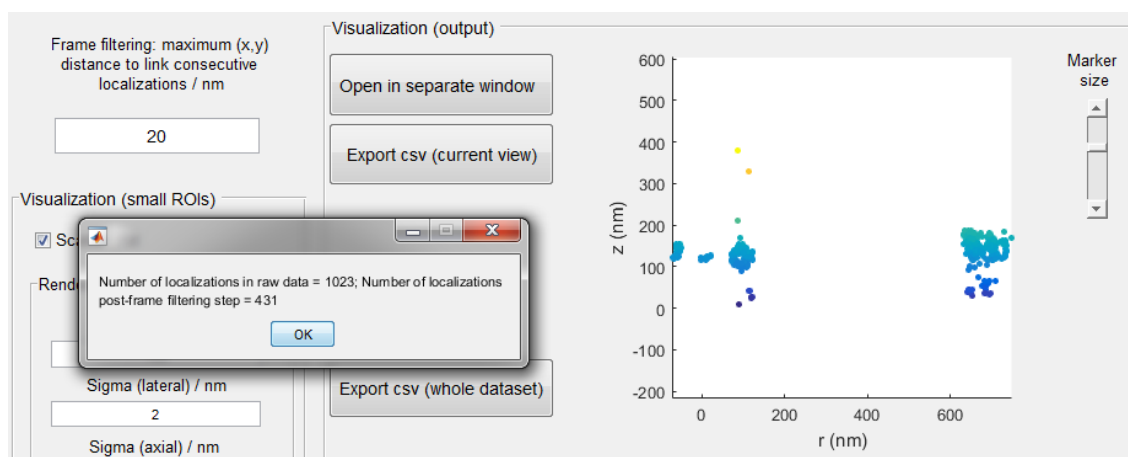 Frame filtering: maximum (x,y)
distance to link consecutive
localizations / nm
20
Visualization (small ROIs)
Sca
Rende
Sigma (lateral) / nm
2
Sigma (axial) / nm
Number of localizations in raw data = 1023; Number of localizations
post-frame filtering step = 431
OK
Visualization (output)
Open in separate window
Export csv (current view)
Export csv (whole dataset)
600
500
400
300
200
100
0
-100
-200
z (nm)
0
200
400
600
r (nm)
Marker
size